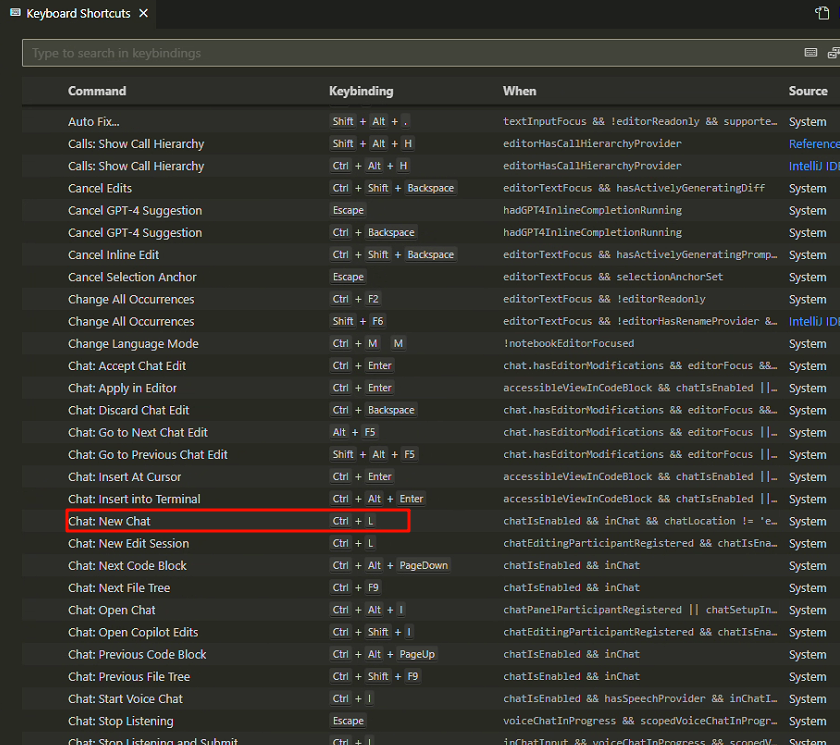 Keyboard Shortcuts
Type to search in keybindings
Command Keybinding When Source
Auto Fix... Shift + Alt + . textInputFocus && !editorReadonly && supporte… System
Calls: Show Call Hierarchy Shift + Alt + H editorHasCallHierarchyProvider Reference
Calls: Show Call Hierarchy Ctrl + Alt + H editorHasCallHierarchyProvider IntelliJ ID
Cancel Edits Ctrl + Shift + Backspace editorTextFocus && hasActivelyGeneratingDiff System
Cancel GPT-4 Suggestion Escape hadGPT4InlineCompletionRunning System
Cancel GPT-4 Suggestion Ctrl + Backspace hadGPT4InlineCompletionRunning System
Cancel Inline Edit Ctrl + Shift + Backspace editorTextFocus && hasActivelyGeneratingPromp… System
Cancel Selection Anchor Escape editorTextFocus && selectionAnchorSet System
Change All Occurrences Ctrl + F2 editorTextFocus && !editorReadonly System
Change All Occurrences Shift + F6 editorTextFocus && !editorHasRenameProvider &… IntelliJ ID
Change Language Mode Ctrl + M M !notebookEditorFocused System
Chat: Accept Chat Edit Ctrl + Enter chat.hasEditorModifications && editorFocus &&… System
Chat: Apply in Editor Ctrl + Enter accessibleViewInCodeBlock && chatIsEnabled ||… System
Chat: Discard Chat Edit Ctrl + Backspace chat.hasEditorModifications && editorFocus &&… System
Chat: Go to Next Chat Edit Alt + F5 chat.hasEditorModifications && editorFocus ||… System
Chat: Go to Previous Chat Edit Shift + Alt + F5 chat.hasEditorModifications && editorFocus ||… System
Chat: Insert At Cursor Ctrl + Enter accessibleViewInCodeBlock && chatIsEnabled ||… System
Chat: Insert into Terminal Ctrl + Alt + Enter accessibleViewInCodeBlock && chatIsEnabled ||… System
Chat: New Chat Ctrl + L chatIsEnabled && inChat && chatLocation != 'e… System
Chat: New Edit Session Ctrl + L chatEditingParticipantRegistered && chatIsEna… System
Chat: Next Code Block Ctrl + Alt + PageDown chatIsEnabled && inChat System
Chat: Next File Tree Ctrl + F9 chatIsEnabled && inChat System
Chat: Open Chat Ctrl + Alt + I chatPanelParticipantRegistered || chatSetupIn… System
Chat: Open Copilot Edits Ctrl + Shift + I chatEditingParticipantRegistered && chatIsEna… System
Chat: Previous Code Block Ctrl + Alt + PageUp chatIsEnabled && inChat System
Chat: Previous File Tree Ctrl + Shift + F9 chatIsEnabled && inChat System
Chat: Start Voice Chat Ctrl + I chatIsEnabled && hasSpeechProvider && inChatI… System
Chat: Stop Listening Escape voiceChatInProgress && scopedVoiceChatInProgr… System
Chat: Stop Listening and Submit Ctrl + I inChatInput && voiceChatInProgress && scopedV… System